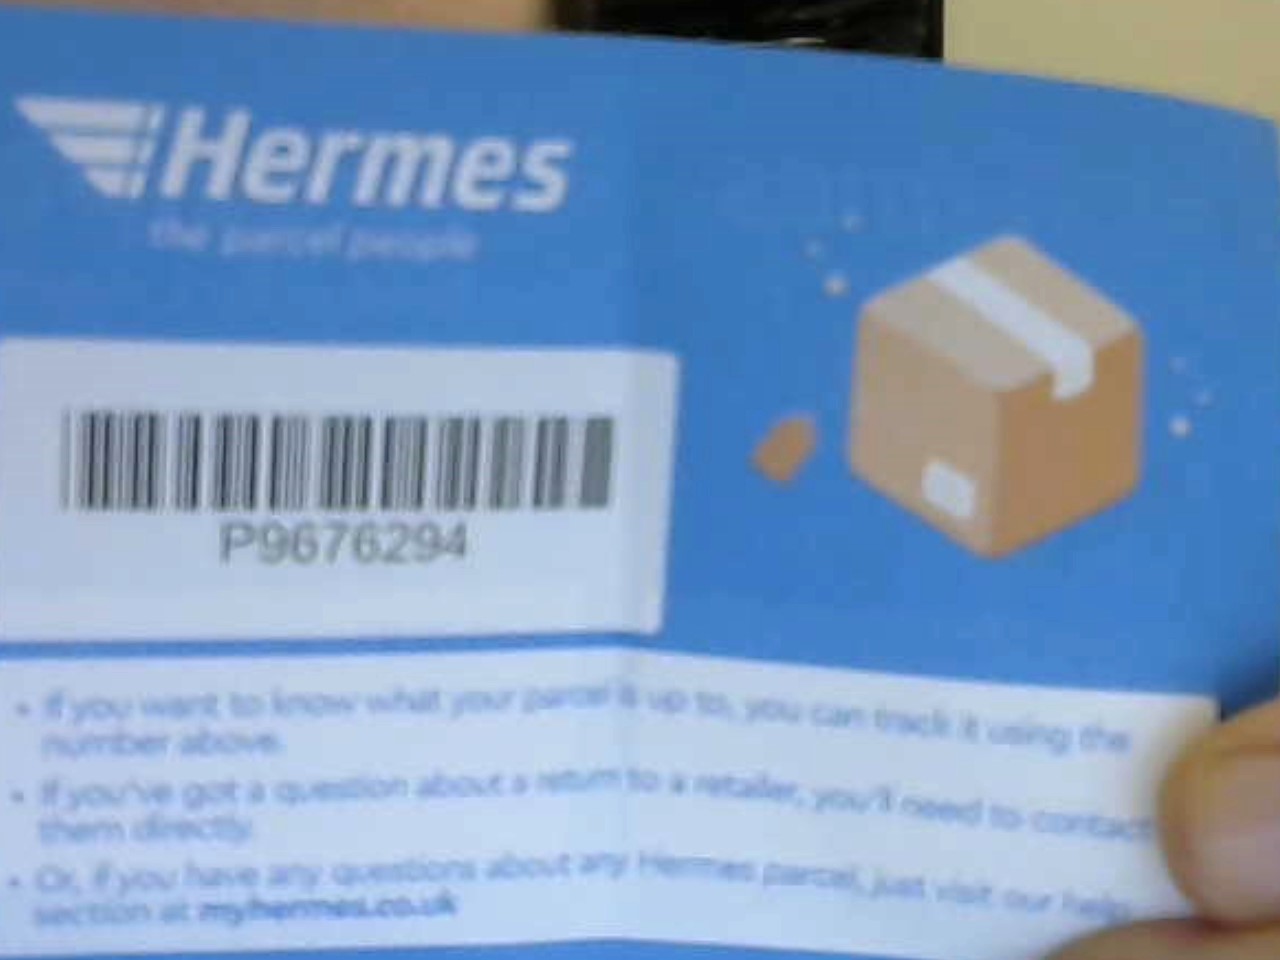 Hermes
the parcel people
P9676294
• If you want to know what your parcel is up to, you can track it using the
number above.
• If you've got a question about a return to a retailer, you'll need to contact
them directly.
• Or, if you have any questions about any Hermes parcel, just visit our help
section at myhermes.co.uk